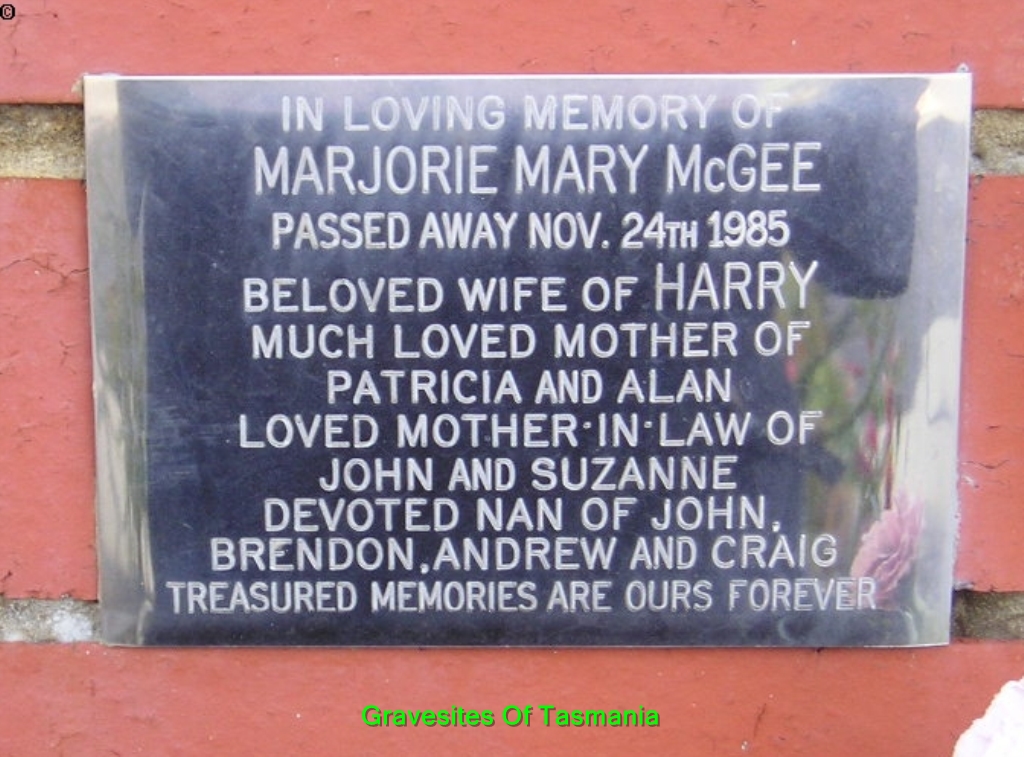 ©
IN LOVING MEMORY OF
MARJORIE MARY McGEE
PASSED AWAY NOV. 24TH 1985
BELOVED WIFE OF HARRY
MUCH LOVED MOTHER OF
PATRICIA AND ALAN
LOVED MOTHER·IN·LAW OF
JOHN AND SUZANNE
DEVOTED NAN OF JOHN,
BRENDON, ANDREW AND CRAIG
TREASURED MEMORIES ARE OURS FOREVER
Gravesites Of Tasmania